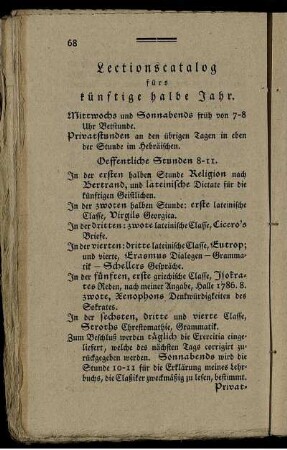 68
Lectionscatalog
fürs
künftige halbe Jahr.
Mittwochs und Sonnabends früh von 7-8
Uhr Betstunde.
Privatstunden an den übrigen Tagen in eben
der Stunde im Hebräischen.
Oeffentliche Stunden 8-11.
In der ersten halben Stunde Religion nach
Bertrand, und lateinische Dictate für die
künftigen Geistlichen.
In der zwoten halben Stunde: erste lateinische
Classe, Virgils Georgica.
In der dritten: zwote lateinische Classe, Cicero's
Briefe.
In der vierten: dritte lateinische Classe, Eutrop;
und vierte, Erasmus Dialogen — Gramma-
tik — Schellers Gespräche.
In der fünften, erste griechische Classe, Isokra-
tes Reden, nach meiner Angabe, Halle 1786. 8.
zwote, Xenophons Denkwürdigkeiten des
Sokrates.
In der sechsten, dritte und vierte Classe,
Stroths Chrestomathie, Grammatik.
Zum Beschluß werden täglich die Exercitia einge-
liefert, welche des nächsten Tags corrigirt zu-
rückgegeben werden. Sonnabends wird die
Stunde 10-11 für die Erklärung meines Lehr-
buchs, die Classiker zweckmäßig zu lesen, bestimmt.
Privat-